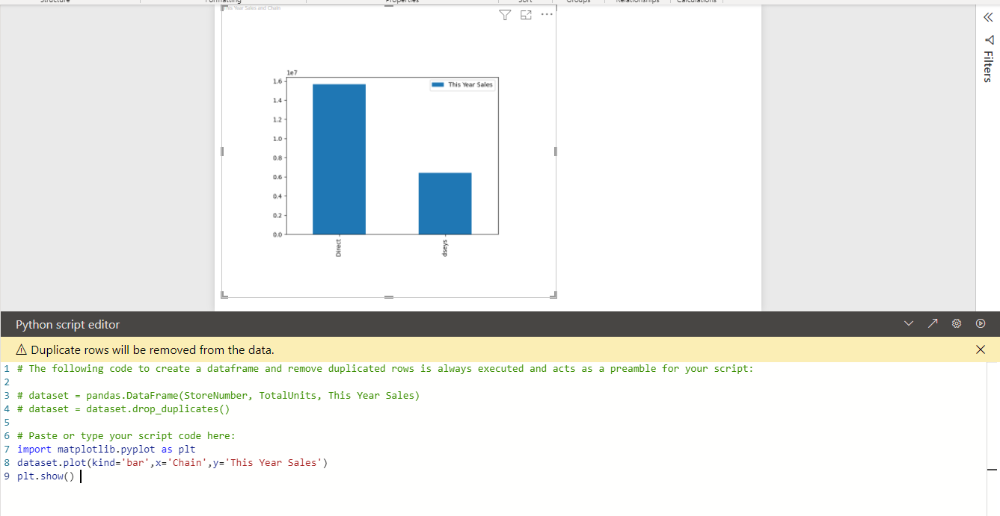 Structure Formatting Properties Sort Groups Relationships Calculations
This Year Sales and Chain
Filters
1e7
This Year Sales
1.6
1.4
1.2
1.0
0.8
0.6
0.4
0.2
0.0
Direct
dseys
Python script editor
Duplicate rows will be removed from the data.
1 # The following code to create a dataframe and remove duplicated rows is always executed and acts as a preamble for your script:
2
3 # dataset = pandas.DataFrame(StoreNumber, TotalUnits, This Year Sales)
4 # dataset = dataset.drop_duplicates()
5
6 # Paste or type your script code here:
7 import matplotlib.pyplot as plt
8 dataset.plot(kind='bar',x='Chain',y='This Year Sales')
9 plt.show()